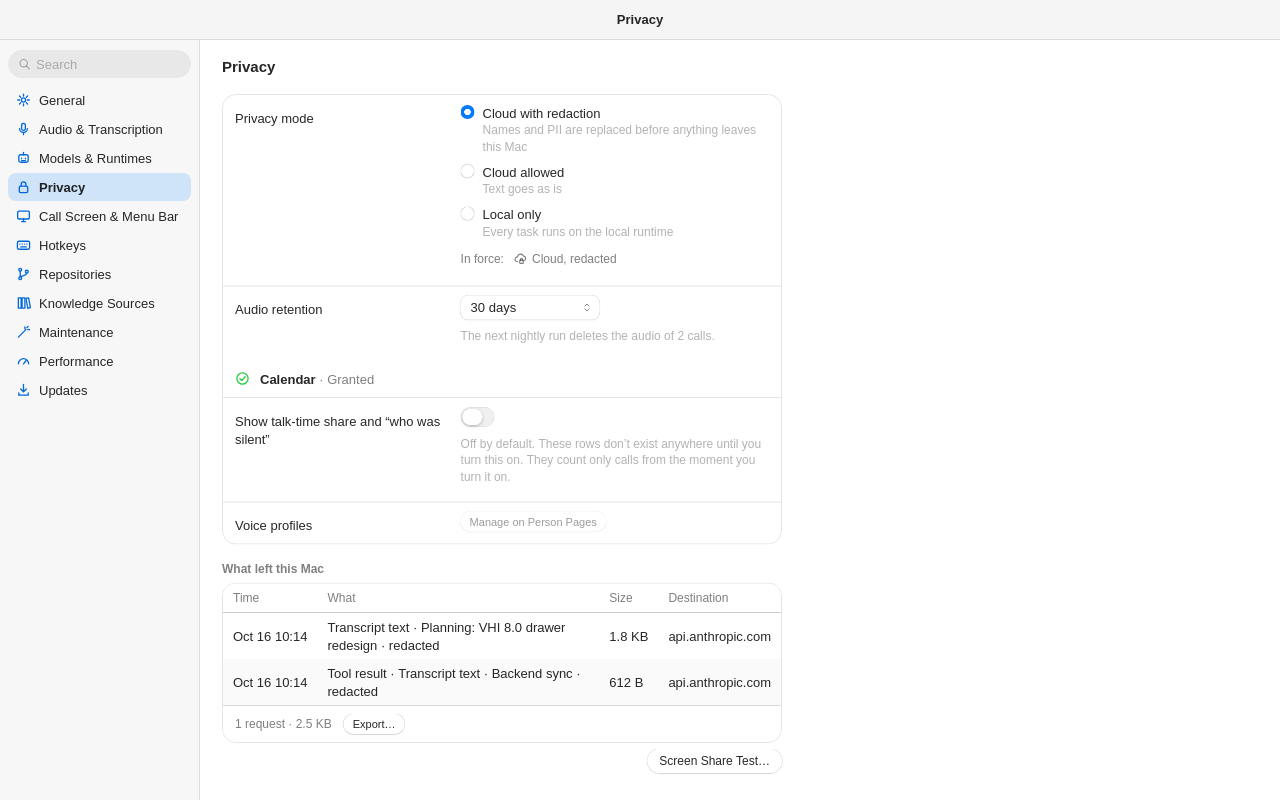 Privacy
Search
General
Audio & Transcription
Models & Runtimes
Privacy
Call Screen & Menu Bar
Hotkeys
Repositories
Knowledge Sources
Maintenance
Performance
Updates
Privacy
Privacy mode
Cloud with redaction
Names and PII are replaced before anything leaves
this Mac
Cloud allowed
Text goes as is
Local only
Every task runs on the local runtime
In force: Cloud, redacted
Audio retention
30 days
The next nightly run deletes the audio of 2 calls.
Calendar · Granted
Show talk-time share and “who was
silent”
Off by default. These rows don’t exist anywhere until you
turn this on. They count only calls from the moment you
turn it on.
Voice profiles
Manage on Person Pages
What left this Mac
Time What Size Destination
Oct 16 10:14 Transcript text · Planning: VHI 8.0 drawer
redesign · redacted 1.8 KB api.anthropic.com
Oct 16 10:14 Tool result · Transcript text · Backend sync ·
redacted 612 B api.anthropic.com
1 request · 2.5 KB Export…
Screen Share Test…